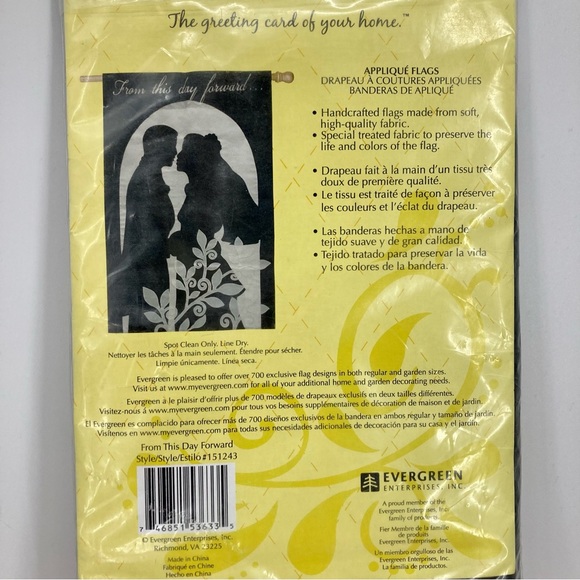 The greeting card of your home.™
From this day forward . . .
APPLIQUÉ FLAGS
DRAPEAU À COUTURES APPLIQUÉES
BANDERAS DE APLIQUÉ
• Handcrafted flags made from soft,
high-quality fabric.
• Special treated fabric to preserve the
life and colors of the flag.
• Drapeau fait à la main d'un tissu très
doux de première qualité.
• Le tissu est traité de façon à préserver
les couleurs et l'éclat du drapeau.
• Las banderas hechas a mano de
tejido suave y de gran calidad.
• Tejido tratado para preservar la vida
y los colores de la bandera.
Spot Clean Only. Line Dry.
Nettoyer les tâches à la main seulement. Étendre pour sécher.
Limpie únicamente. Línea seca.
Evergreen is pleased to offer over 700 exclusive flag designs in both regular and garden sizes.
Visit us at www.myevergreen.com for all of your additional home and garden decorating needs.
Evergreen a le plaisir d'offrir plus de 700 modèles de drapeaux exclusifs en deux tailles différentes.
Visitez-nous á www.myevergreen.com pour tous vos besoins supplémentaires de décoration de maison et de jardin.
El Evergreen es complacido para ofrecer más de 700 diseños exclusivos de la bandera en ambos regular y tamaño de jardín.
Visítenos en www.myevergreen.com para todas sus necesidades adicionales de decoración para su casa y el jardín.
From This Day Forward
Style/Style/Estilo#151243
7 46851 53633 5
© Evergreen Enterprises, Inc.
Richmond, VA 23225
Made in China
Fabriqué en Chine
Hecho en China
EVERGREEN
ENTERPRISES, INC.
A proud member of the
Evergreen Enterprises, Inc.
family of products.
Fier Membre de la famille
de produits
Evergreen Enterprises, Inc.
Un miembro orgulloso de las
Evergreen Enterprises, Inc.
La familia de productos.